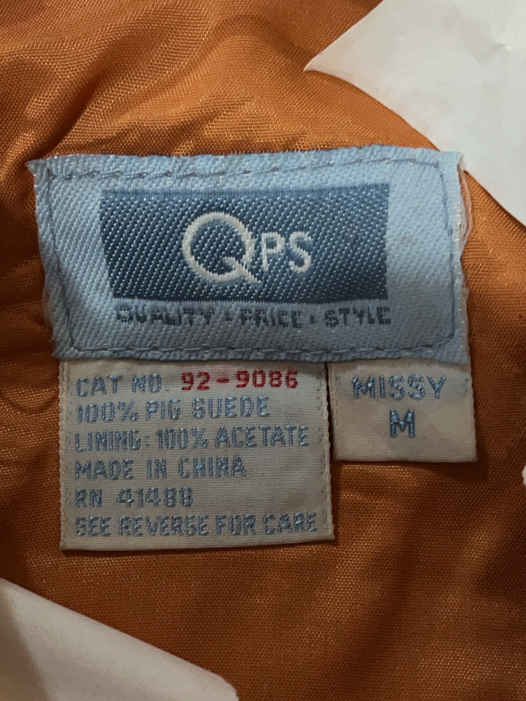 QPS
QUALITY · PRICE · STYLE
CAT NO. 92-9086
100% PIG SUEDE
LINING: 100% ACETATE
MADE IN CHINA
RN 41488
SEE REVERSE FOR CARE
MISSY
M